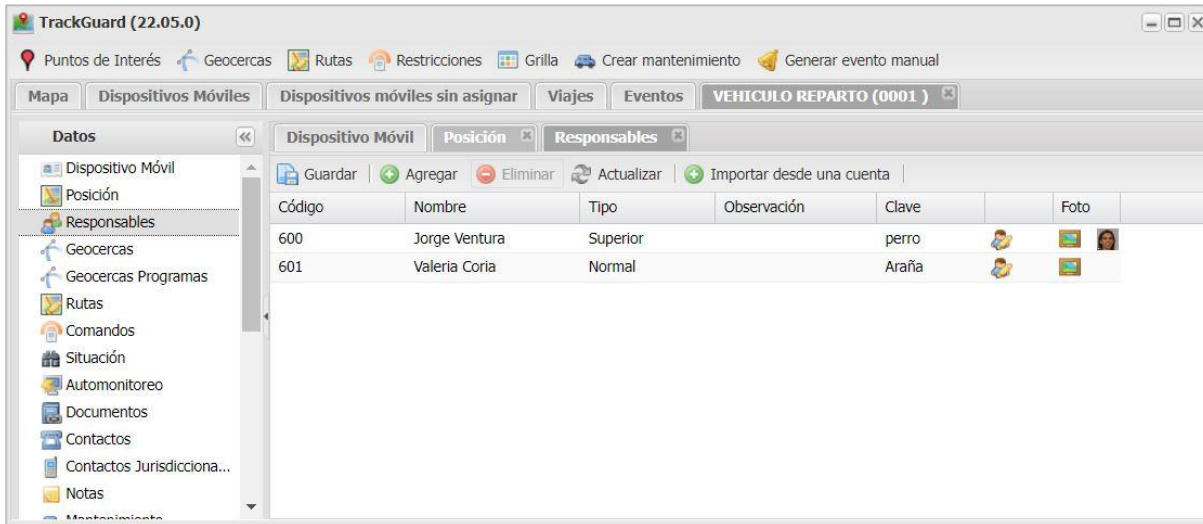 TrackGuard (22.05.0)
Puntos de Interés Geocercas Rutas Restricciones Grilla Crear mantenimiento Generar evento manual
Mapa Dispositivos Móviles Dispositivos móviles sin asignar Viajes Eventos VEHICULO REPARTO (0001 )
Datos
Dispositivo Móvil
Posición
Responsables
Geocercas
Geocercas Programas
Rutas
Comandos
Situación
Automonitoreo
Documentos
Contactos
Contactos Jurisdicciona...
Notas
Mantenimiento
Dispositivo Móvil Posición Responsables
Guardar Agregar Eliminar Actualizar Importar desde una cuenta
Código Nombre Tipo Observación Clave Foto
600 Jorge Ventura Superior perro
601 Valeria Coria Normal Araña